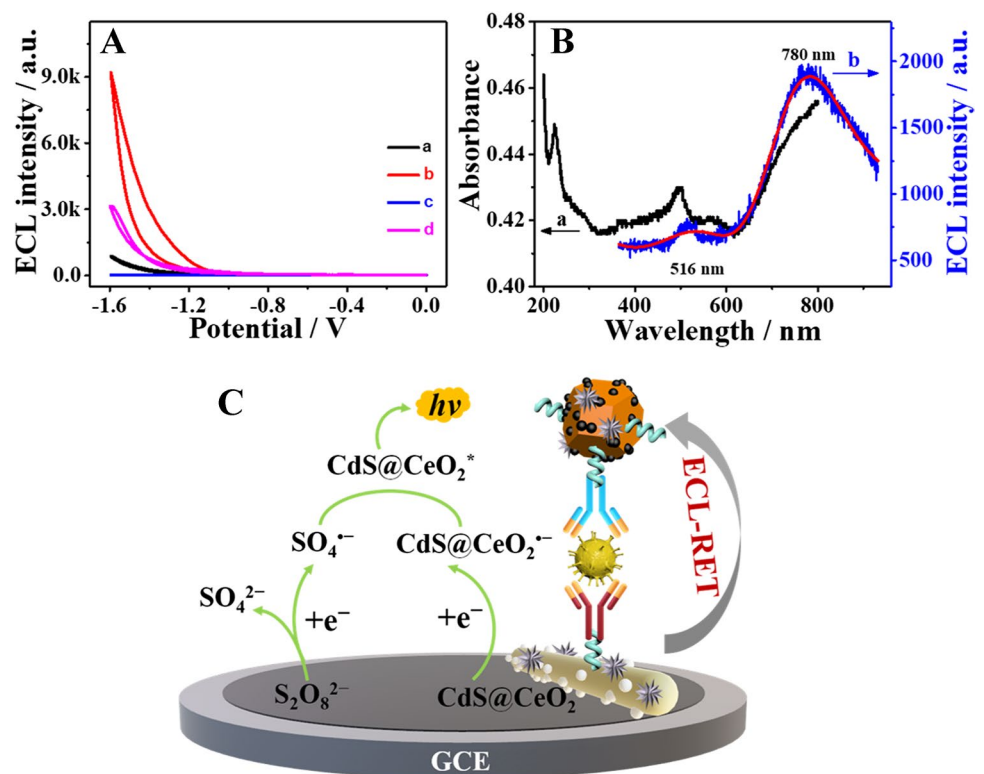 A
ECL intensity / a.u.
9.0k
6.0k
3.0k
0.0
a
b
c
d
-1.6
-1.2
-0.8
-0.4
0.0
Potential / V
B
Absorbance
0.46
0.44
0.42
0.40
0.48
780 nm
b
a
516 nm
200
400
600
800
Wavelength / nm
2000
1500
1000
500
ECL intensity / a.u.
C
hν
CdS@CeO₂*
SO₄•−
CdS@CeO₂•−
SO₄²⁻
+e⁻
+e⁻
S₂O₈²⁻
CdS@CeO₂
GCE
ECL-RET